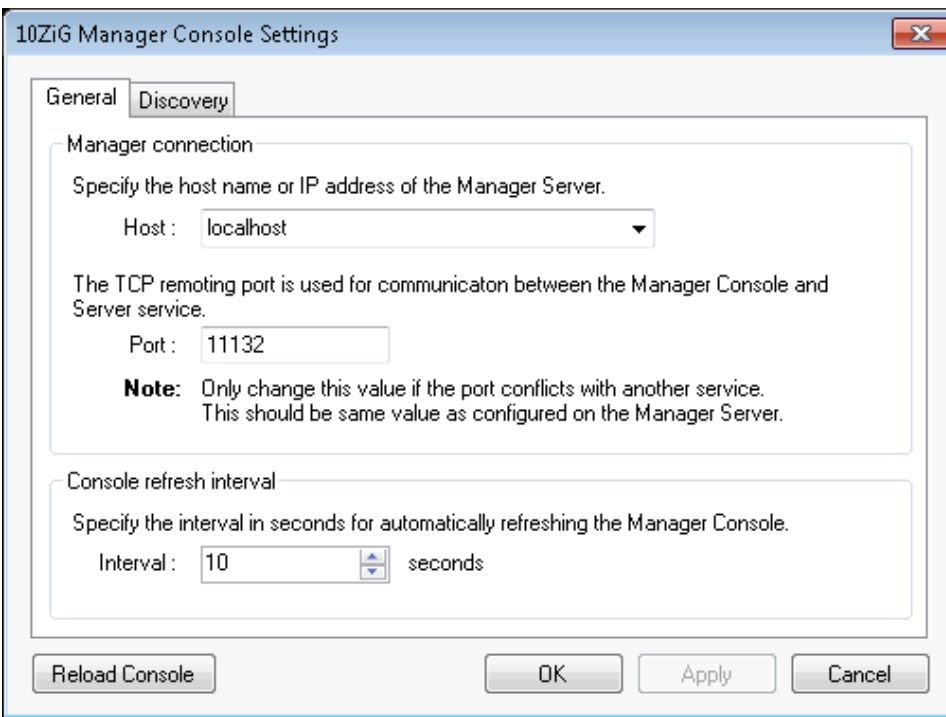 10ZiG Manager Console Settings
General
Discovery
Manager connection
Specify the host name or IP address of the Manager Server.
Host : localhost
The TCP remoting port is used for communicaton between the Manager Console and
Server service.
Port : 11132
Note: Only change this value if the port conflicts with another service.
This should be same value as configured on the Manager Server.
Console refresh interval
Specify the interval in seconds for automatically refreshing the Manager Console.
Interval : 10 seconds
Reload Console
OK
Apply
Cancel